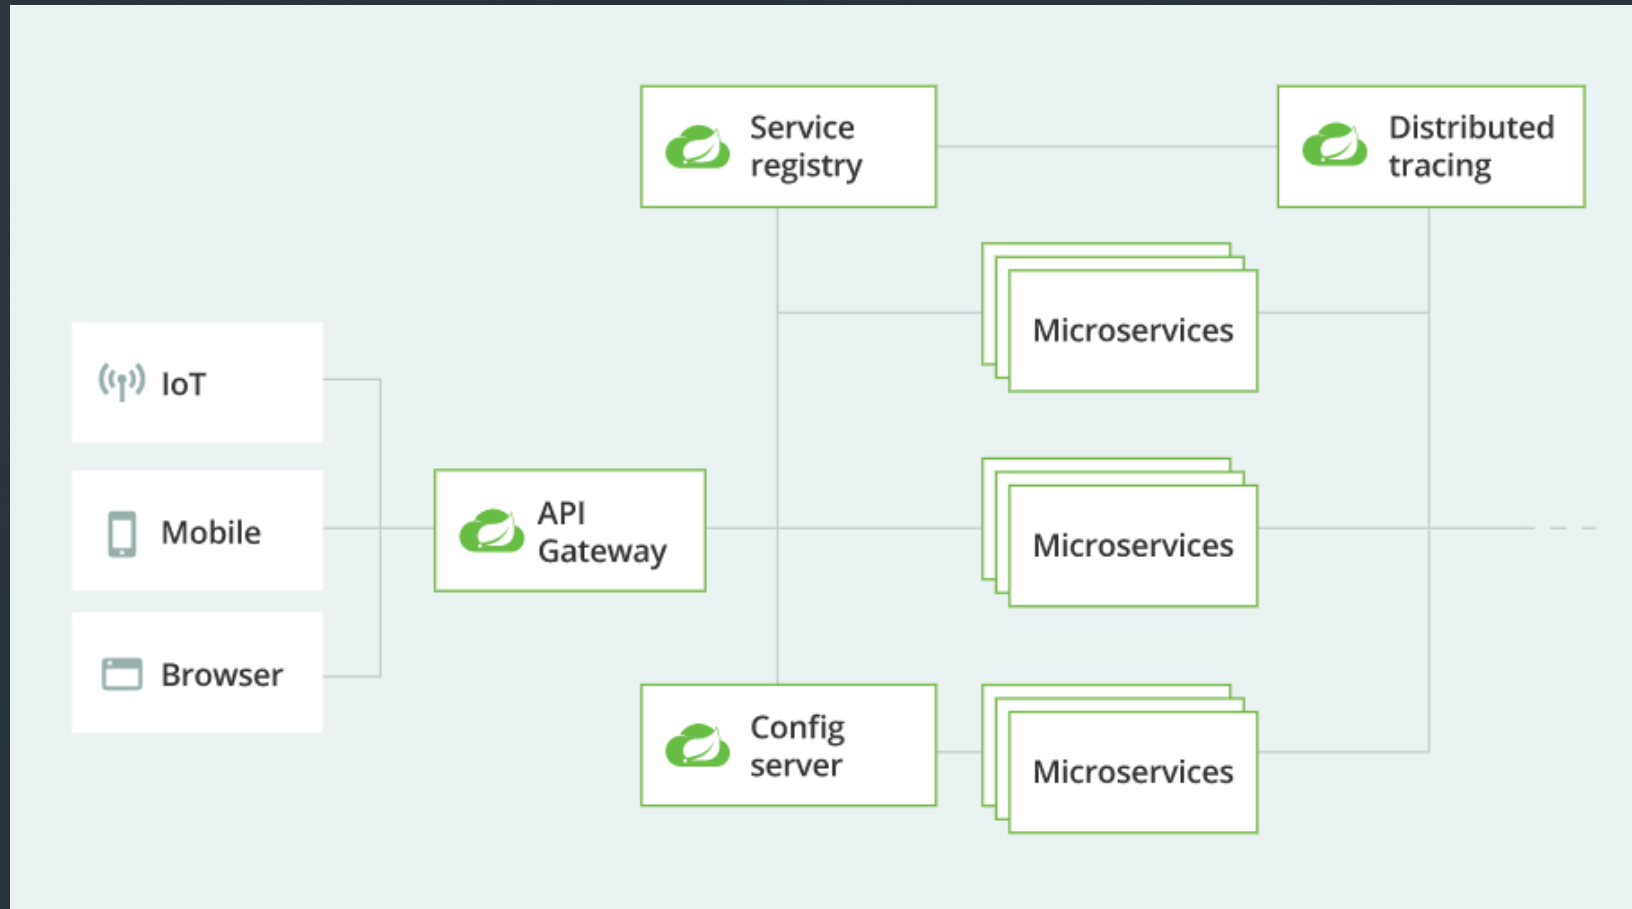 Service
registry
Distributed
tracing
Microservices
IoT
Mobile
API
Gateway
Microservices
Browser
Config
server
Microservices